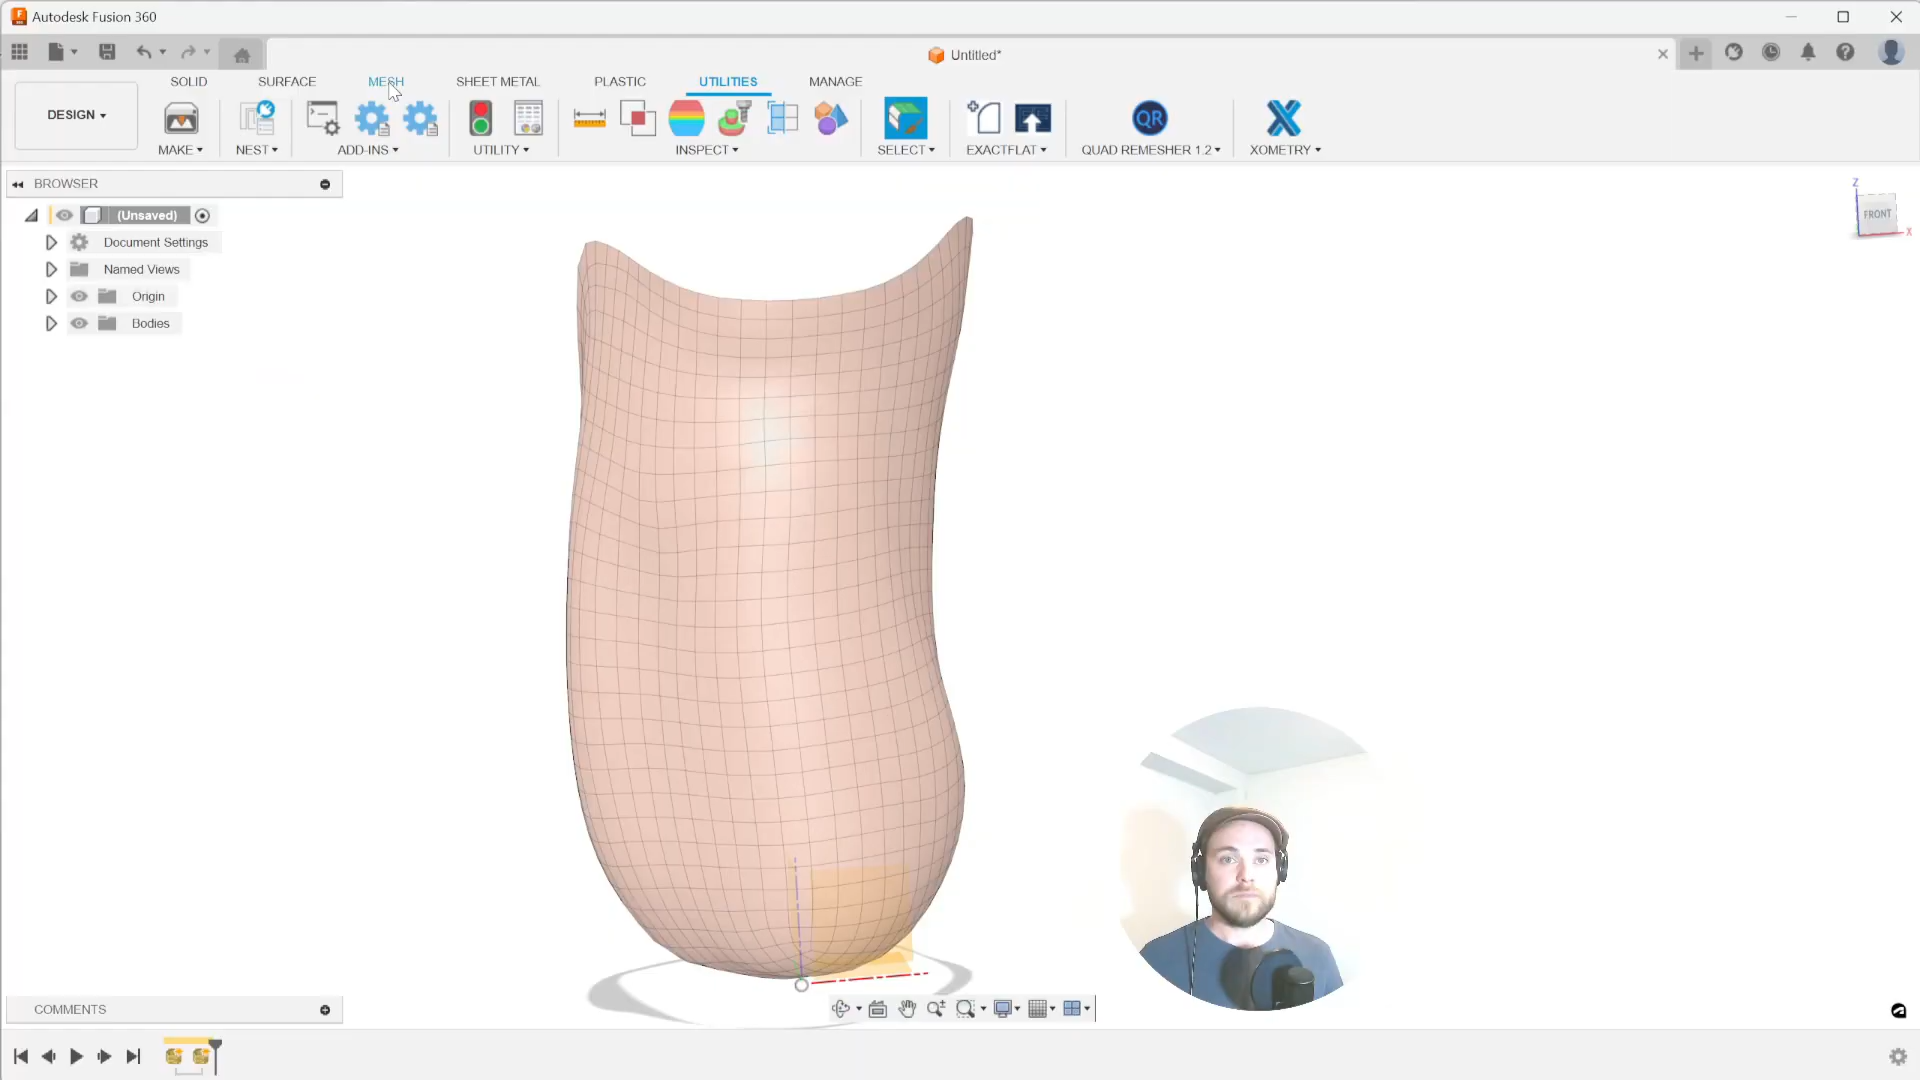 Autodesk Fusion 360
Untitled*
SOLID
SURFACE
MESH
SHEET METAL
PLASTIC
UTILITIES
MANAGE
DESIGN
MAKE
NEST
ADD-INS
UTILITY
INSPECT
SELECT
EXACTFLAT
QR
QUAD REMESHER 1.2
XOMETRY
BROWSER
(Unsaved)
Document Settings
Named Views
Origin
Bodies
Z
FRONT
X
COMMENTS